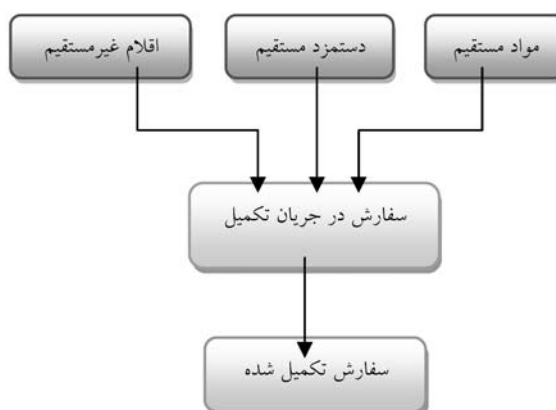 مواد مستقیم
دستمزد مستقیم
اقلام غیرمستقیم
سفارش در جریان تکمیل
سفارش تکمیل شده